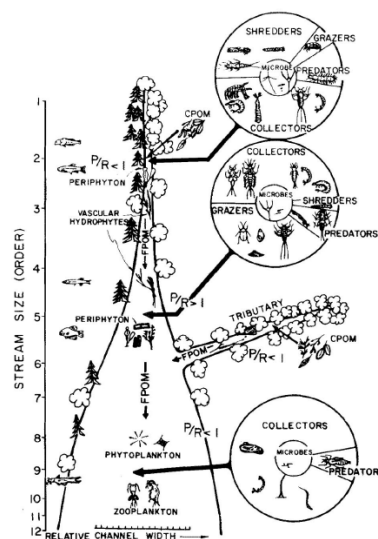 SHREDDERS
GRAZERS
MICROBES
PREDATORS
COLLECTORS
1
CPOM
2
P/R < 1
PERIPHYTON
3
VASCULAR
HYDROPHYTES
FPOM
COLLECTORS
MICROBES
SHREDDERS
GRAZERS
PREDATORS
4
P/R > 1
STREAM SIZE (ORDER)
5
PERIPHYTON
TRIBUTARY
FPOM
P/R < 1
CPOM
6
FPOM
7
P/R < 1
8
PHYTOPLANKTON
COLLECTORS
MICROBES
PREDATORS
9
10
ZOOPLANKTON
11
12
RELATIVE CHANNEL WIDTH